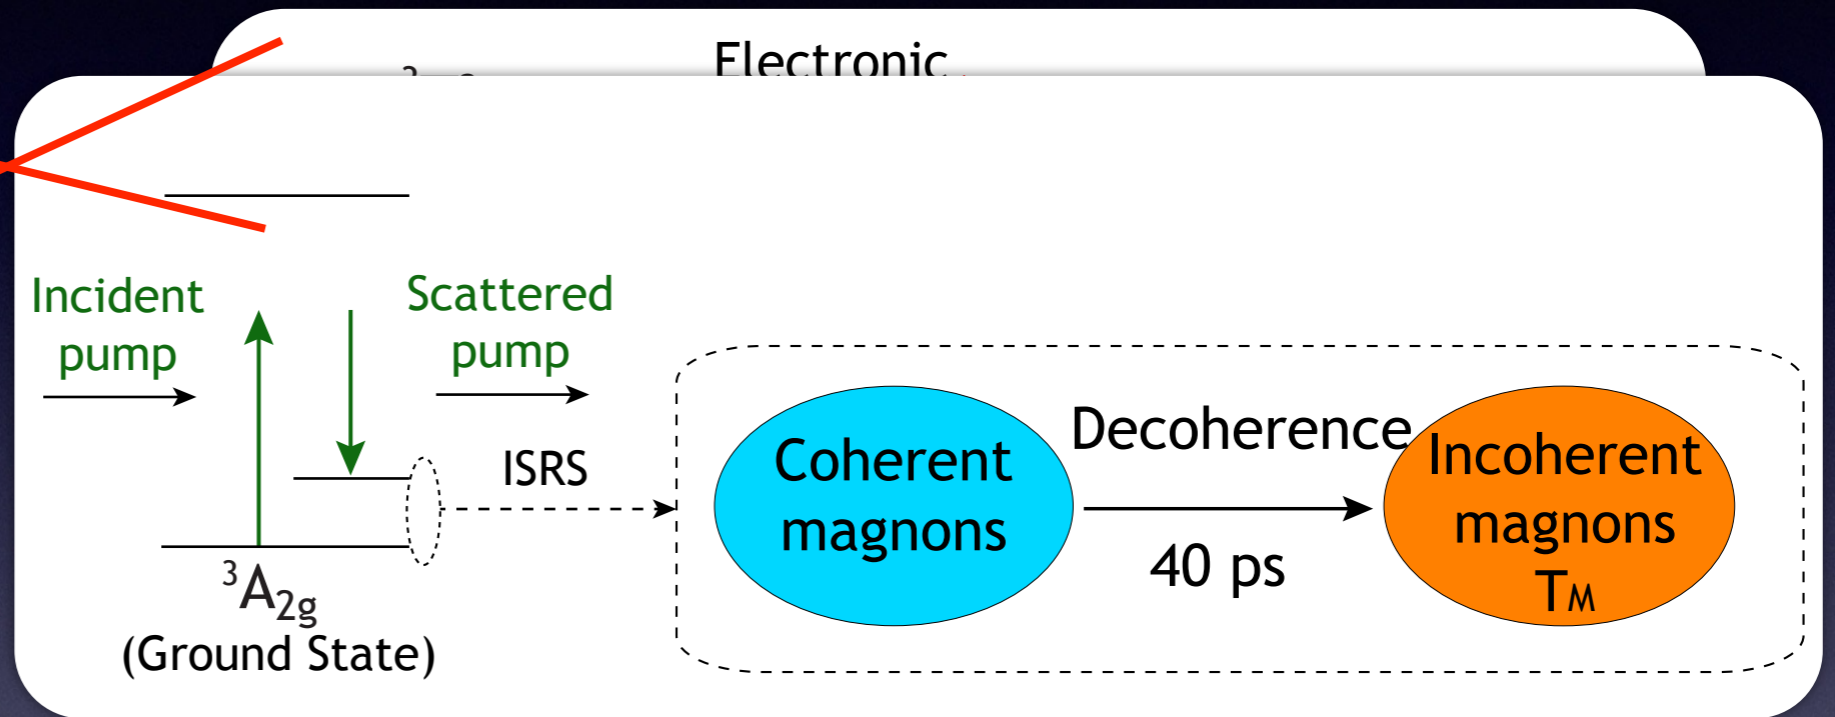 Electronic
Incident
pump
Scattered
pump
ISRS
³A₂g
(Ground State)
Coherent
magnons
Decoherence
40 ps
Incoherent
magnons
TM